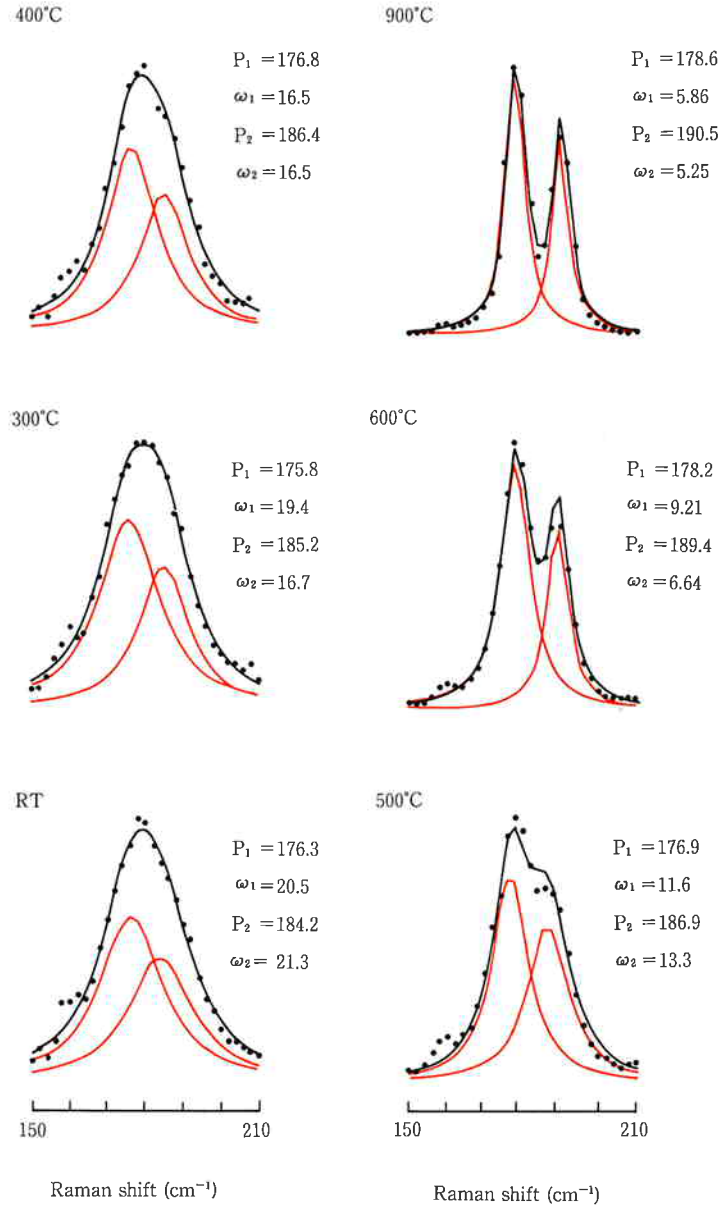 400°C
P₁ =176.8
ω₁ =16.5
P₂ =186.4
ω₂ =16.5
900°C
P₁ =178.6
ω₁ =5.86
P₂ =190.5
ω₂ =5.25
300°C
P₁ =175.8
ω₁ =19.4
P₂ =185.2
ω₂ =16.7
600°C
P₁ =178.2
ω₁ =9.21
P₂ =189.4
ω₂ =6.64
RT
P₁ =176.3
ω₁=20.5
P₂ =184.2
ω₂= 21.3
500°C
P₁ =176.9
ω₁ =11.6
P₂ =186.9
ω₂ =13.3
150 210
Raman shift (cm⁻¹)
150 210
Raman shift (cm⁻¹)